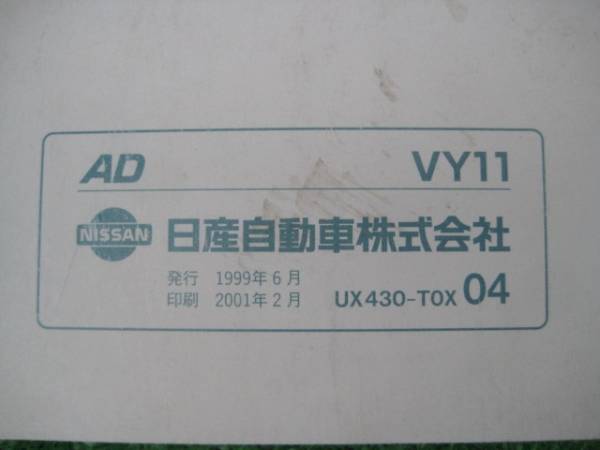 AD VY11
NISSAN 日産自動車株式会社
発行 1999年6月
印刷 2001年2月 UX430-T0X 04